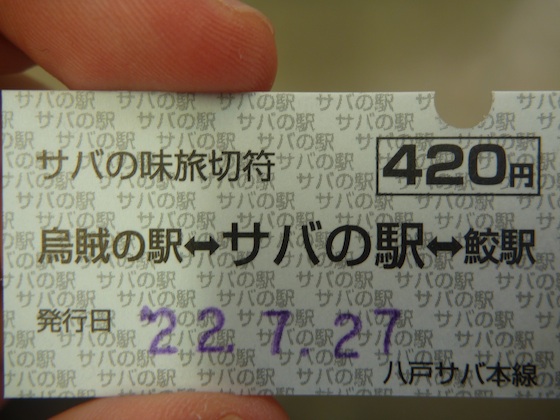 サバの味旅切符
420円
烏賊の駅↔サバの駅↔鮫駅
発行日 22.7.27
八戸サバ本線